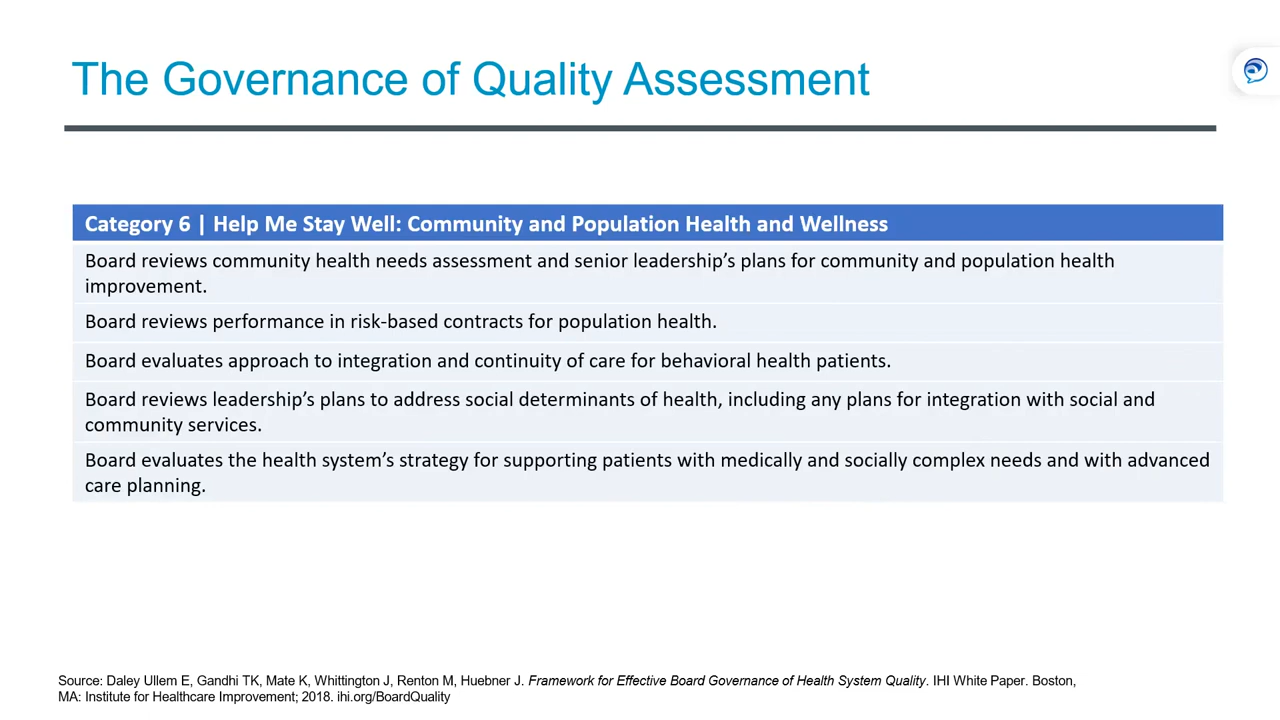 The Governance of Quality Assessment
Category 6 | Help Me Stay Well: Community and Population Health and Wellness
Board reviews community health needs assessment and senior leadership’s plans for community and population health
improvement.
Board reviews performance in risk-based contracts for population health.
Board evaluates approach to integration and continuity of care for behavioral health patients.
Board reviews leadership’s plans to address social determinants of health, including any plans for integration with social and
community services.
Board evaluates the health system’s strategy for supporting patients with medically and socially complex needs and with advanced
care planning.
Source: Daley Ullem E, Gandhi TK, Mate K, Whittington J, Renton M, Huebner J. Framework for Effective Board Governance of Health System Quality. IHI White Paper. Boston,
MA: Institute for Healthcare Improvement; 2018. ihi.org/BoardQuality